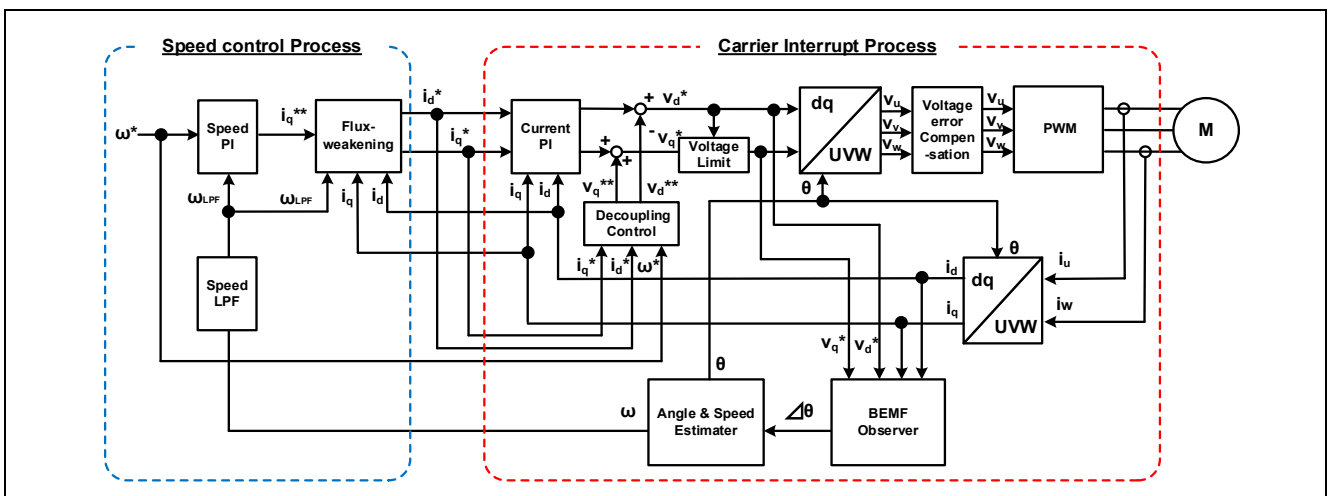 Speed control Process
Carrier Interrupt Process
ω*
Speed
PI
iq**
Flux-
weakening
id*
iq*
Current
PI
+
vd*
-
+
+
vq*
Voltage
Limit
dq
UVW
vu
vv
vw
Voltage
error
Compen
-sation
vu
vv
vw
PWM
M
ωLPF
ωLPF
iq
id
iq
id
vq**
vd**
θ
Decoupling
Control
iq*
id*
ω*
Speed
LPF
θ
id
iq
dq
UVW
iu
iw
vq*
vd*
θ
ω
Angle & Speed
Estimater
⊿θ
BEMF
Observer